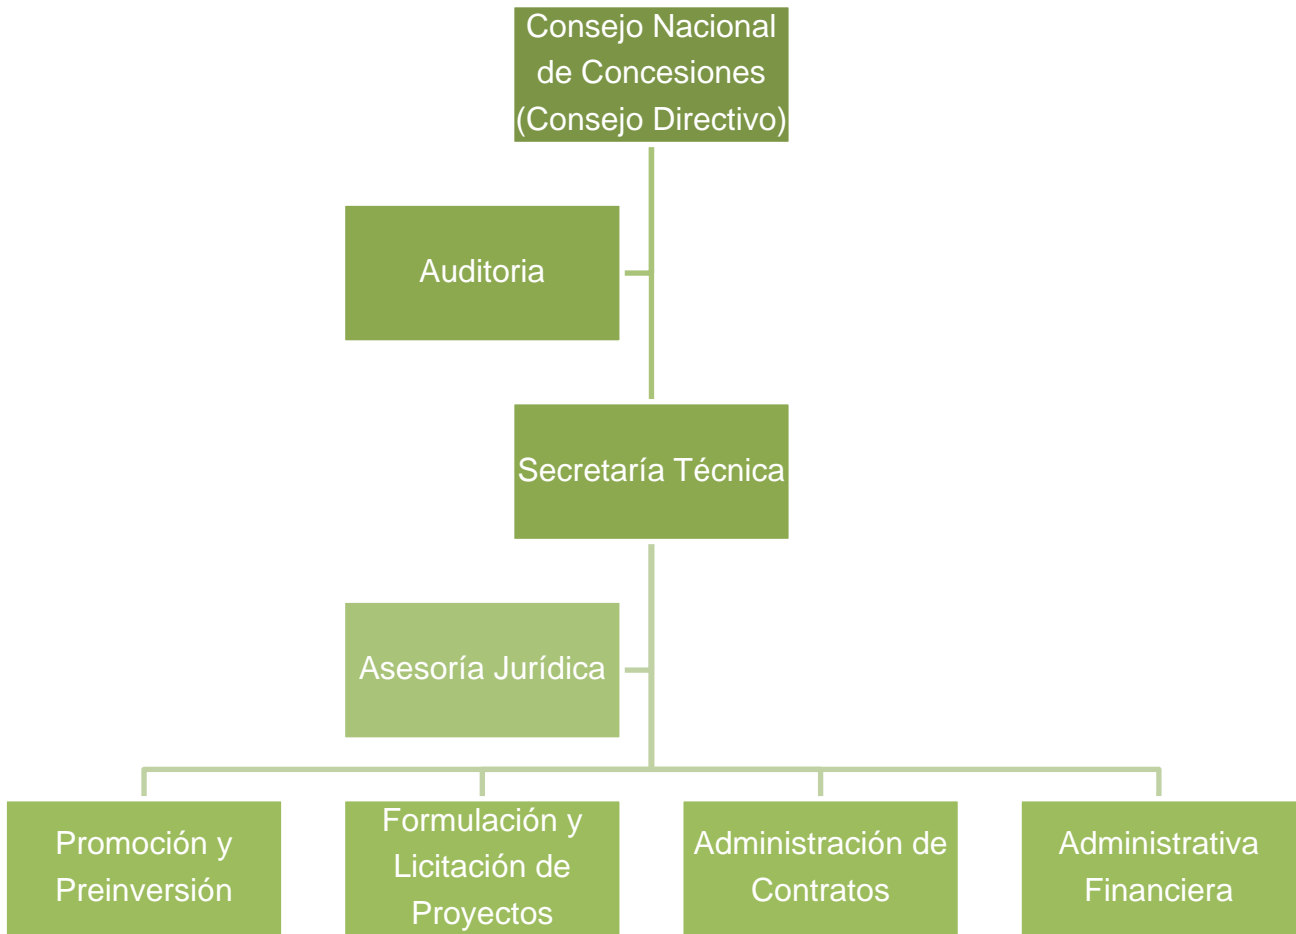 Consejo Nacional
de Concesiones
(Consejo Directivo)
Auditoria
Secretaría Técnica
Asesoría Jurídica
Promoción y
Preinversión
Formulación y
Licitación de
Proyectos
Administración de
Contratos
Administrativa
Financiera